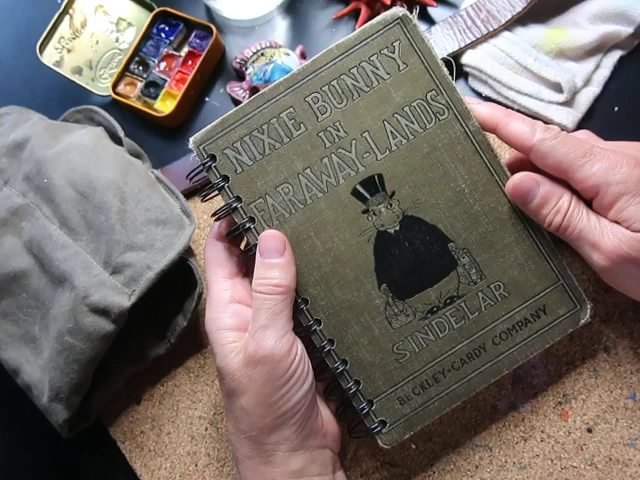 NIXIE BUNNY
IN
FARAWAY-LANDS
SINDELAR
BECKLEY-CARDY COMPANY